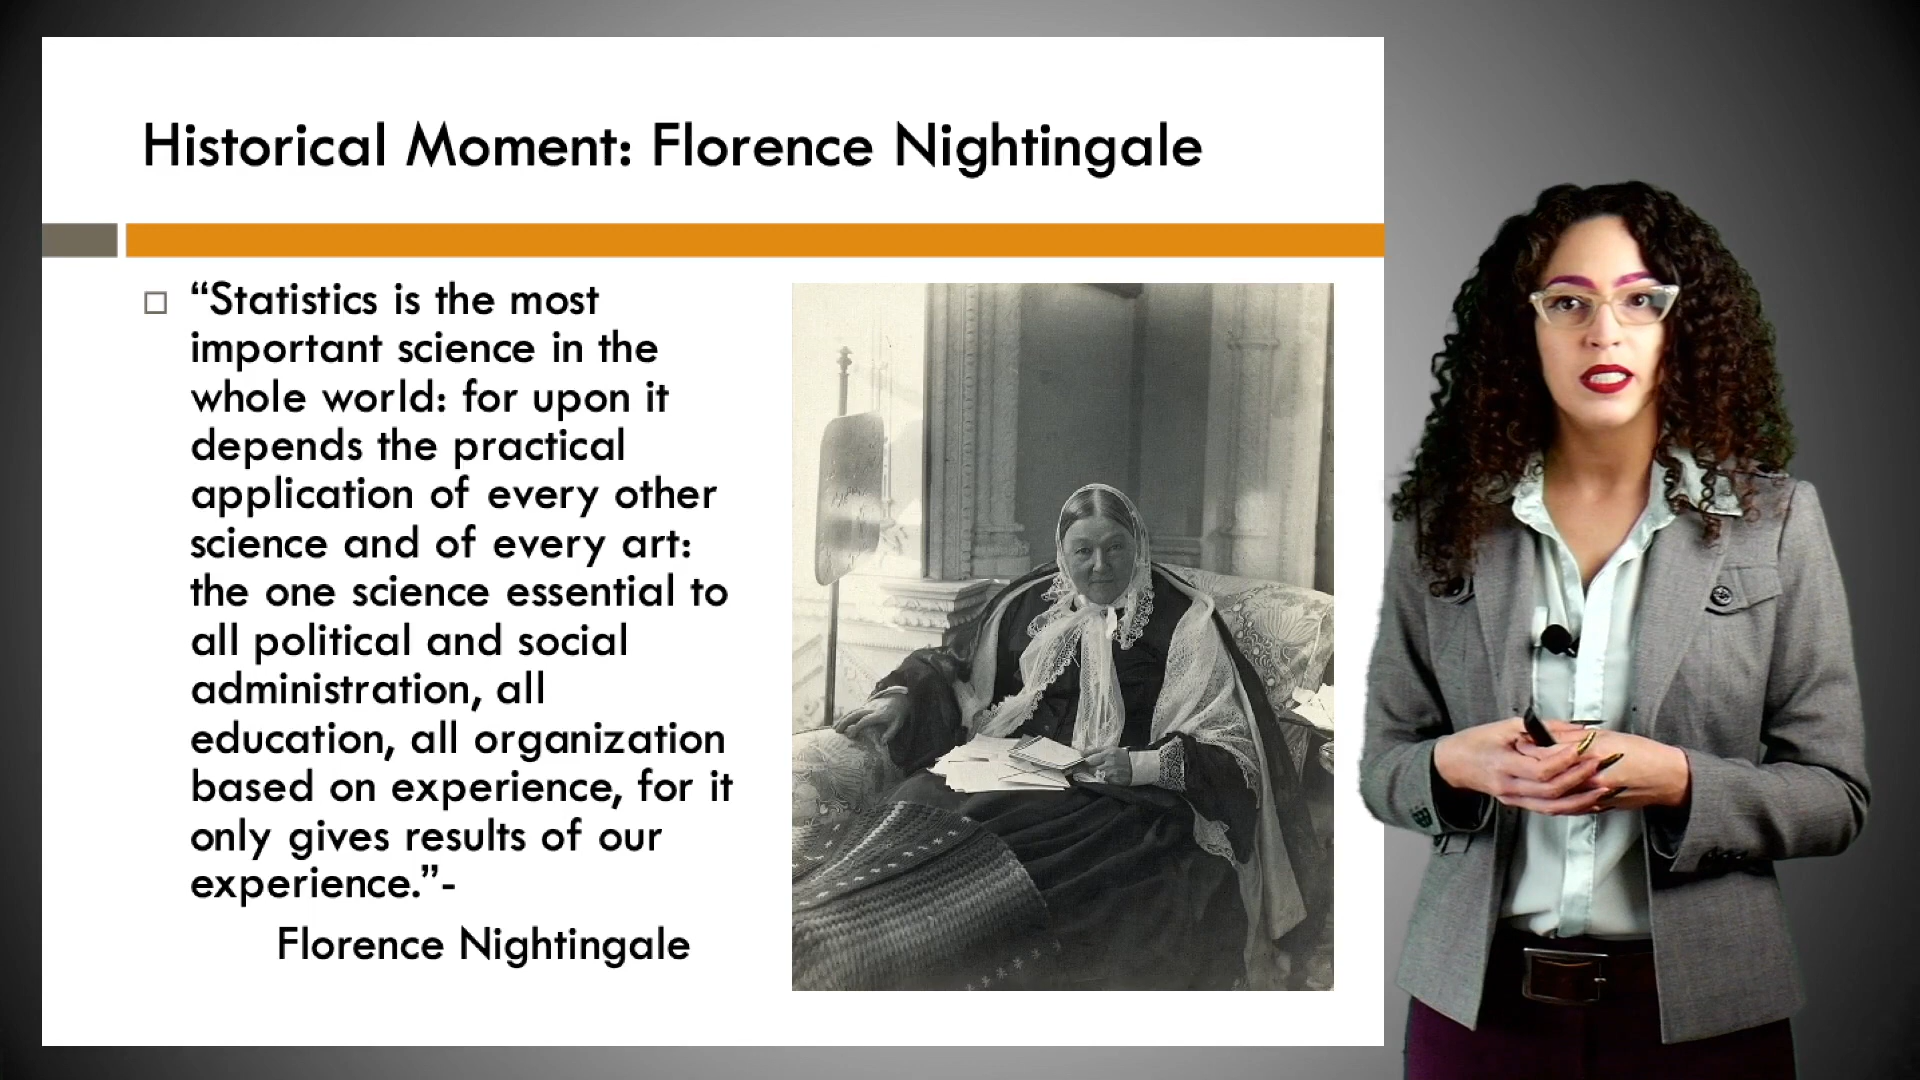 Historical Moment: Florence Nightingale
“Statistics is the most
important science in the
whole world: for upon it
depends the practical
application of every other
science and of every art:
the one science essential to
all political and social
administration, all
education, all organization
based on experience, for it
only gives results of our
experience.”-
Florence Nightingale